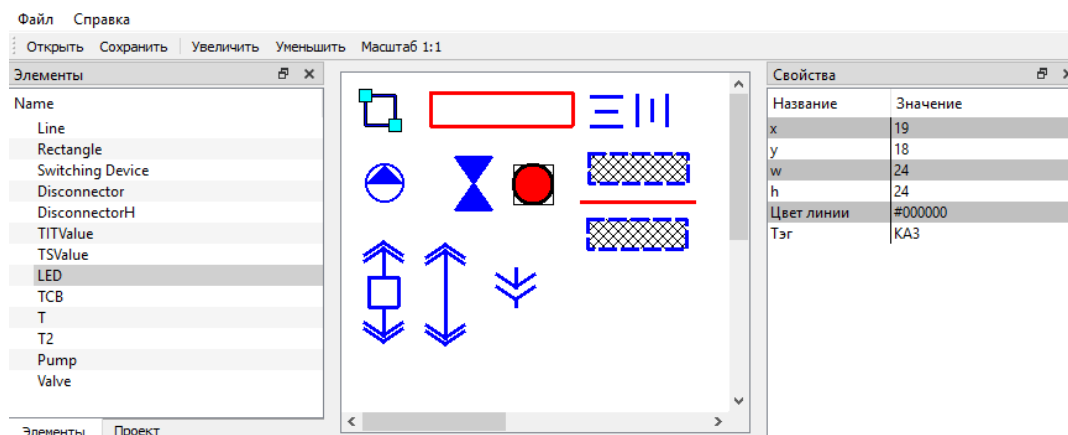 Файл Справка
Открыть Сохранить Увеличить Уменьшить Масштаб 1:1
Элементы
Name
Line
Rectangle
Switching Device
Disconnector
DisconnectorH
TITValue
TSValue
LED
TCB
T
T2
Pump
Valve
Элементы Проект
Свойства
Название Значение
x 19
y 18
w 24
h 24
Цвет линии #000000
Тэг КА3